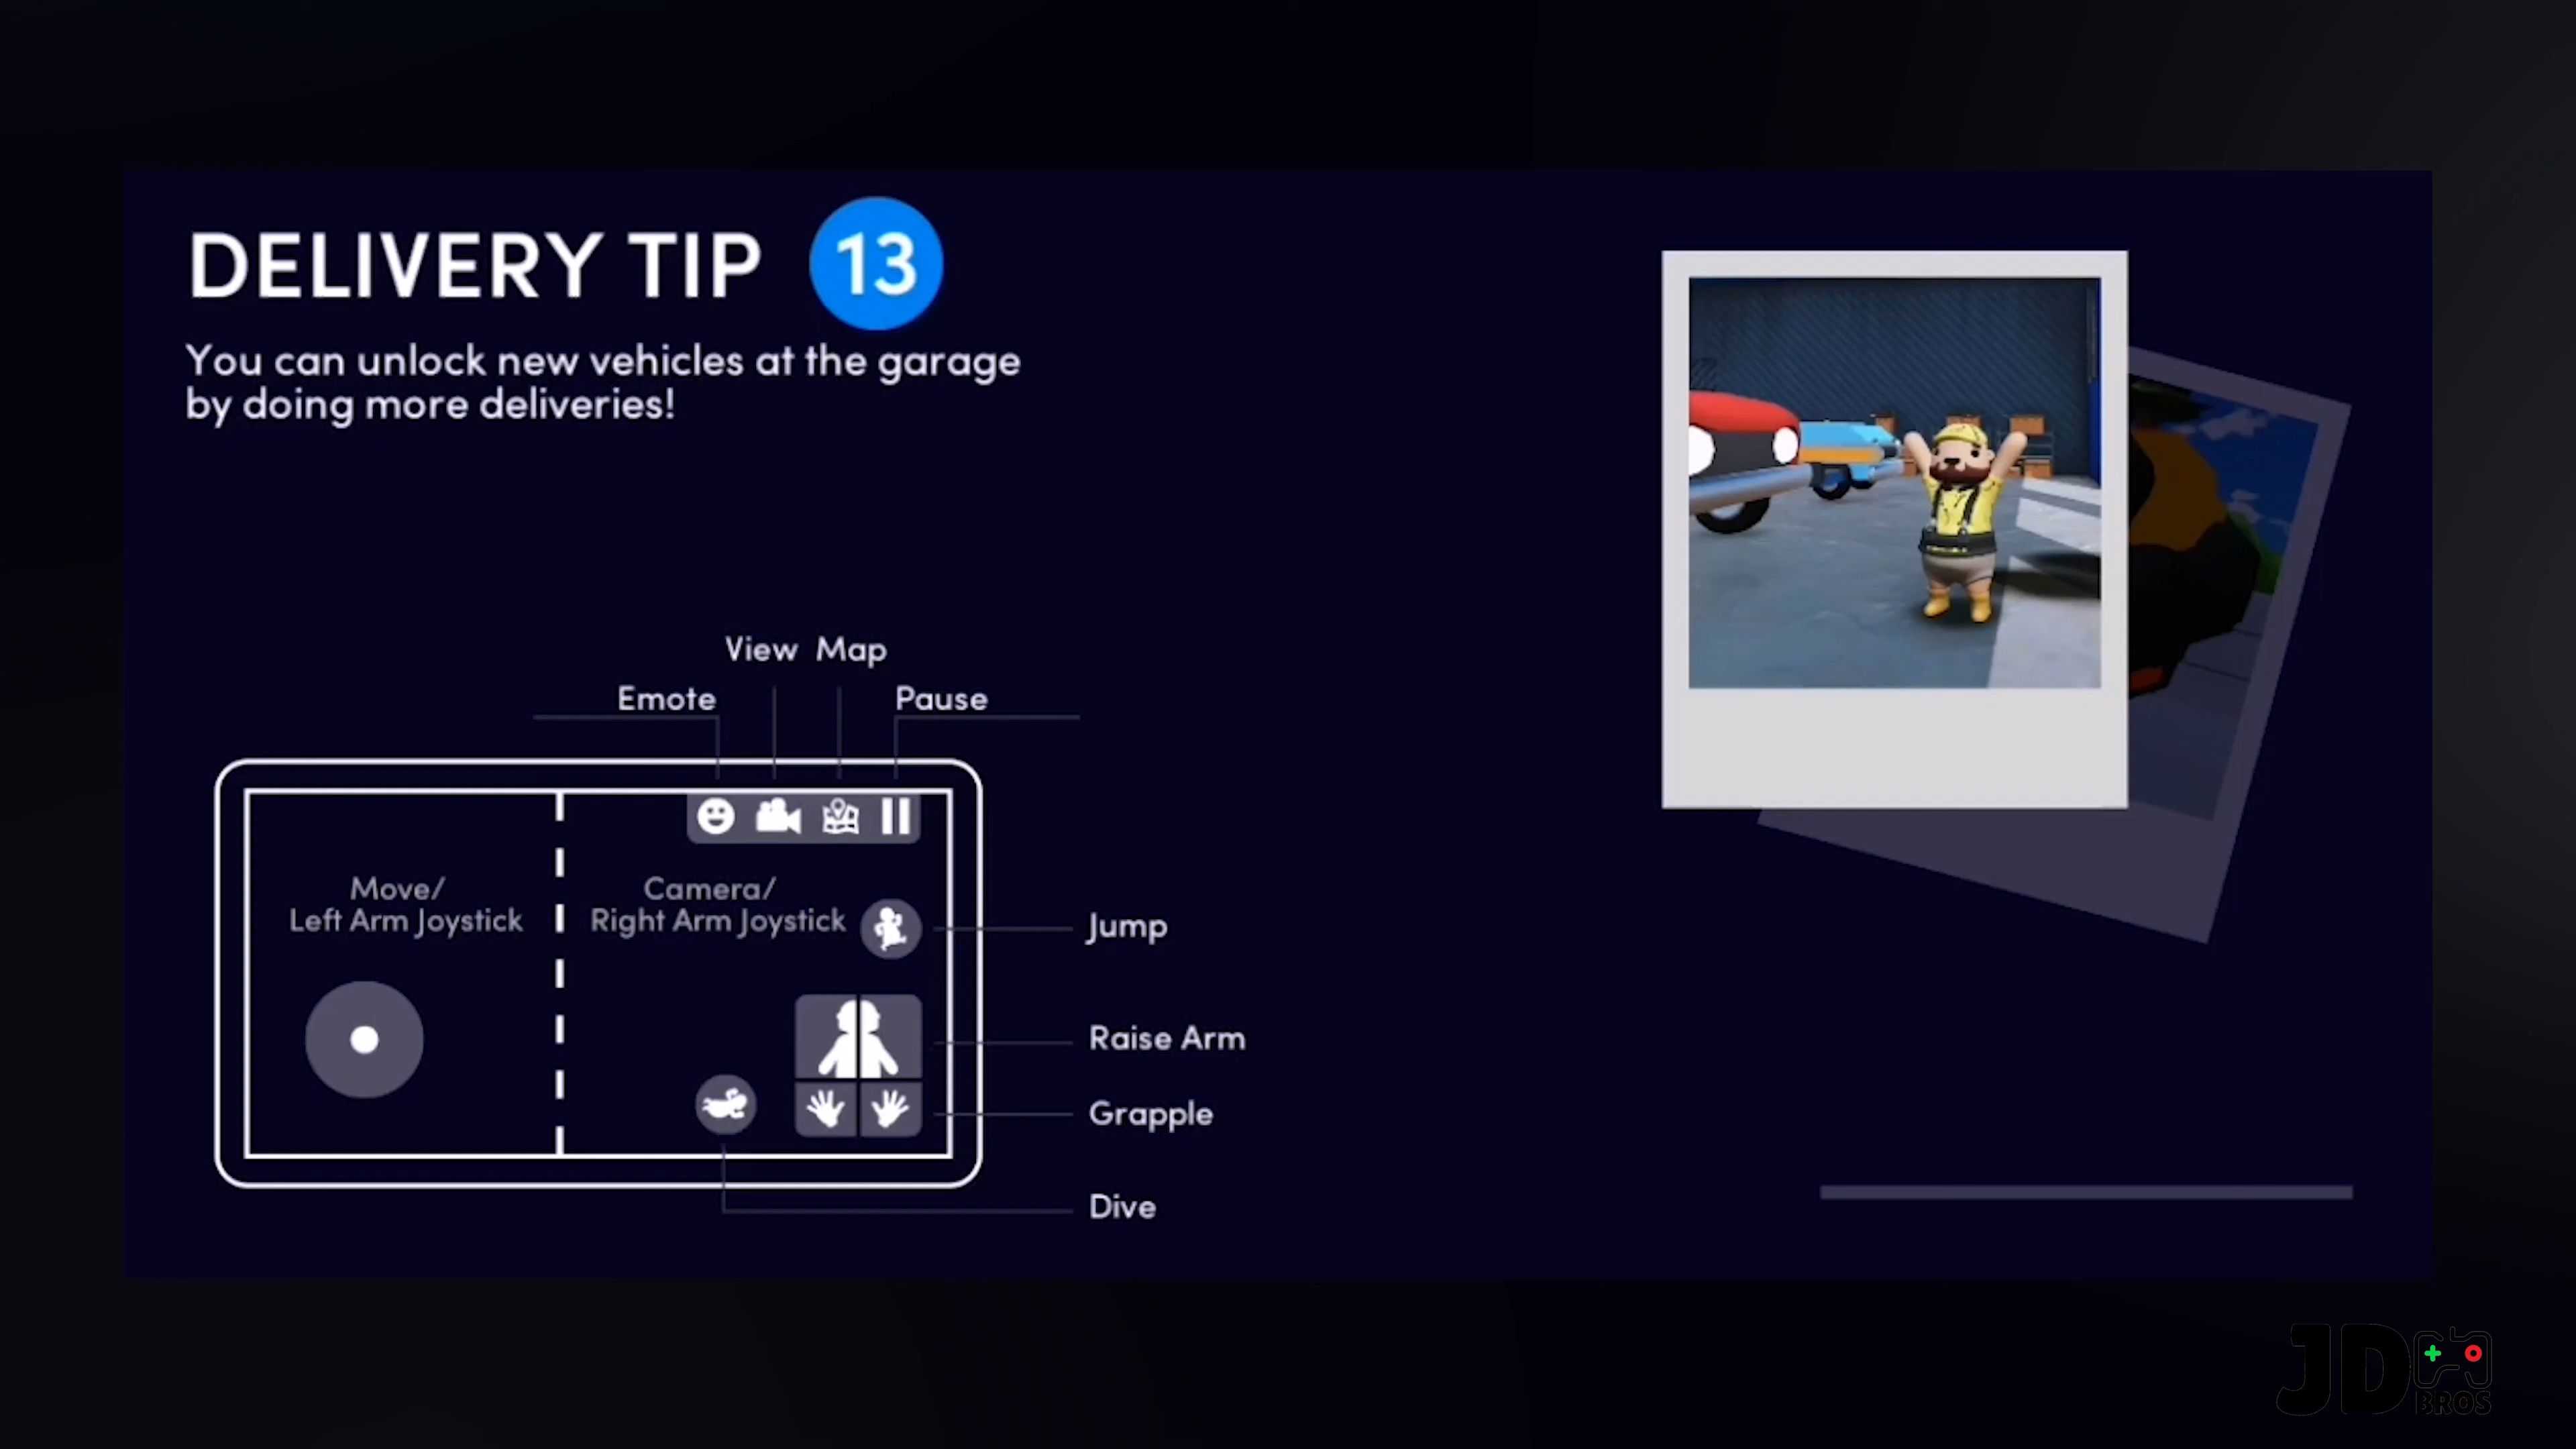 DELIVERY TIP 13
You can unlock new vehicles at the garage
by doing more deliveries!
View Map
Emote Pause
Move/
Left Arm Joystick
Camera/
Right Arm Joystick
Jump
Raise Arm
Grapple
Dive
JD
BROS